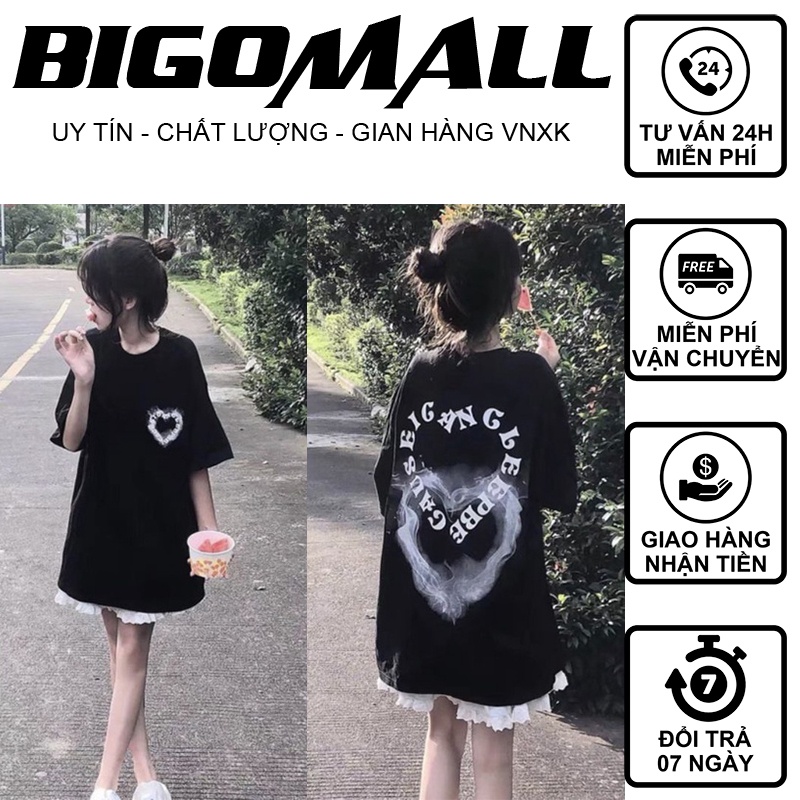 BIGOMALL
UY TÍN - CHẤT LƯỢNG - GIAN HÀNG VNXK
24
TƯ VẤN 24H
MIỄN PHÍ
FREE
MIỄN PHÍ
VẬN CHUYỂN
$
GIAO HÀNG
NHẬN TIỀN
7
ĐỔI TRẢ
07 NGÀY
CAUSEICANCLEEPBE